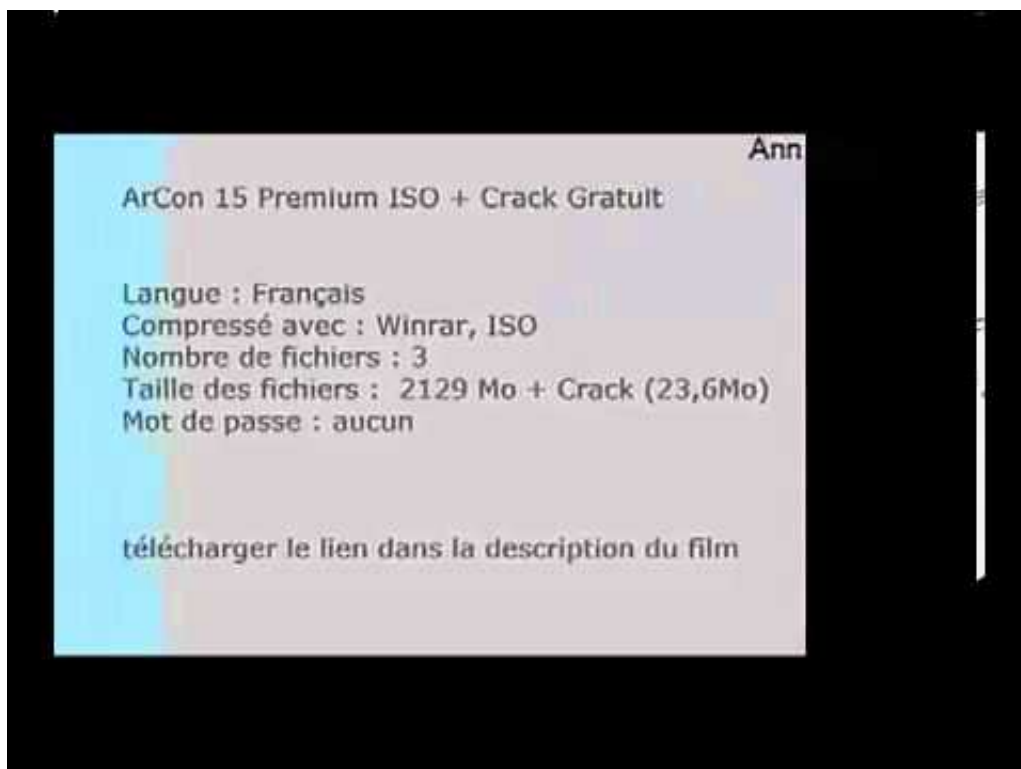 Ann
ArCon 15 Premium ISO + Crack Gratuit
Langue : Français
Compressé avec : Winrar, ISO
Nombre de fichiers : 3
Taille des fichiers : 2129 Mo + Crack (23,6Mo)
Mot de passe : aucun
télécharger le lien dans la description du film